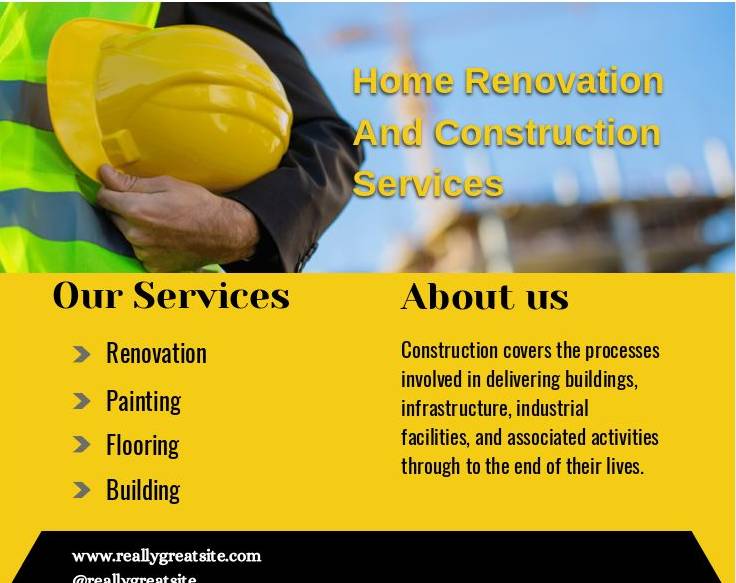 Home Renovation
And Construction
Services
Our Services
About us
Renovation
Painting
Flooring
Building
Construction covers the processes
involved in delivering buildings,
infrastructure, industrial
facilities, and associated activities
through to the end of their lives.
www.reallygreatsite.com
@reallygreatsite